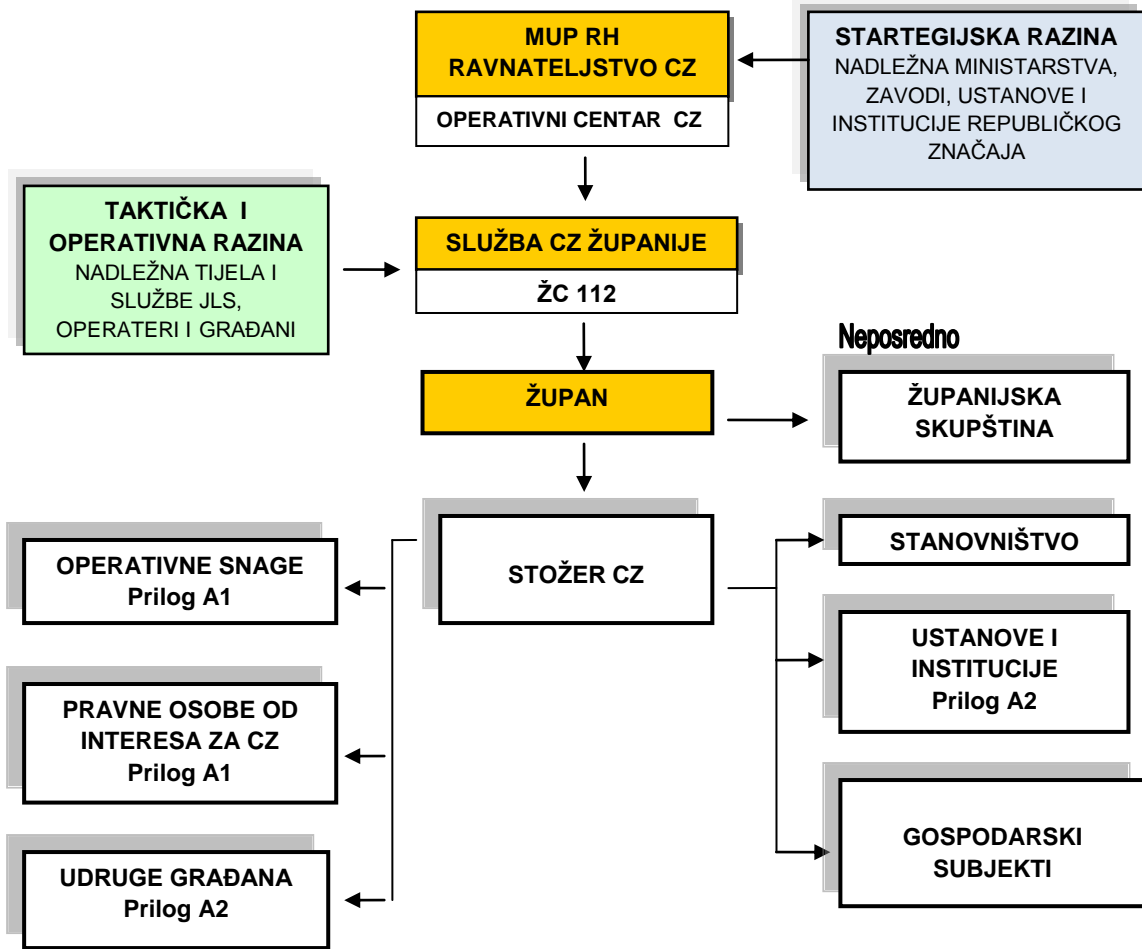 MUP RH
RAVNATELJSTVO CZ
OPERATIVNI CENTAR CZ
STARTEGIJSKA RAZINA
NADLEŽNA MINISTARSTVA,
ZAVODI, USTANOVE I
INSTITUCIJE REPUBLIČKOG
ZNAČAJA
TAKTIČKA I
OPERATIVNA RAZINA
NADLEŽNA TIJELA I
SLUŽBE JLS,
OPERATERI I GRAĐANI
SLUŽBA CZ ŽUPANIJE
ŽC 112
Neposredno
ŽUPAN
ŽUPANIJSKA
SKUPŠTINA
STOŽER CZ
OPERATIVNE SNAGE
Prilog A1
PRAVNE OSOBE OD
INTERESA ZA CZ
Prilog A1
UDRUGE GRAĐANA
Prilog A2
STANOVNIŠTVO
USTANOVE I
INSTITUCIJE
Prilog A2
GOSPODARSKI
SUBJEKTI